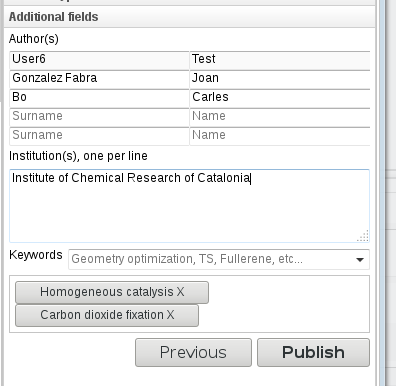 Additional fields
Author(s)
User6 Test
Gonzalez Fabra Joan
Bo Carles
Surname Name
Surname Name
Institution(s), one per line
Institute of Chemical Research of Catalonia
Keywords Geometry optimization, TS, Fullerene, etc...
Homogeneous catalysis X
Carbon dioxide fixation X
Previous Publish